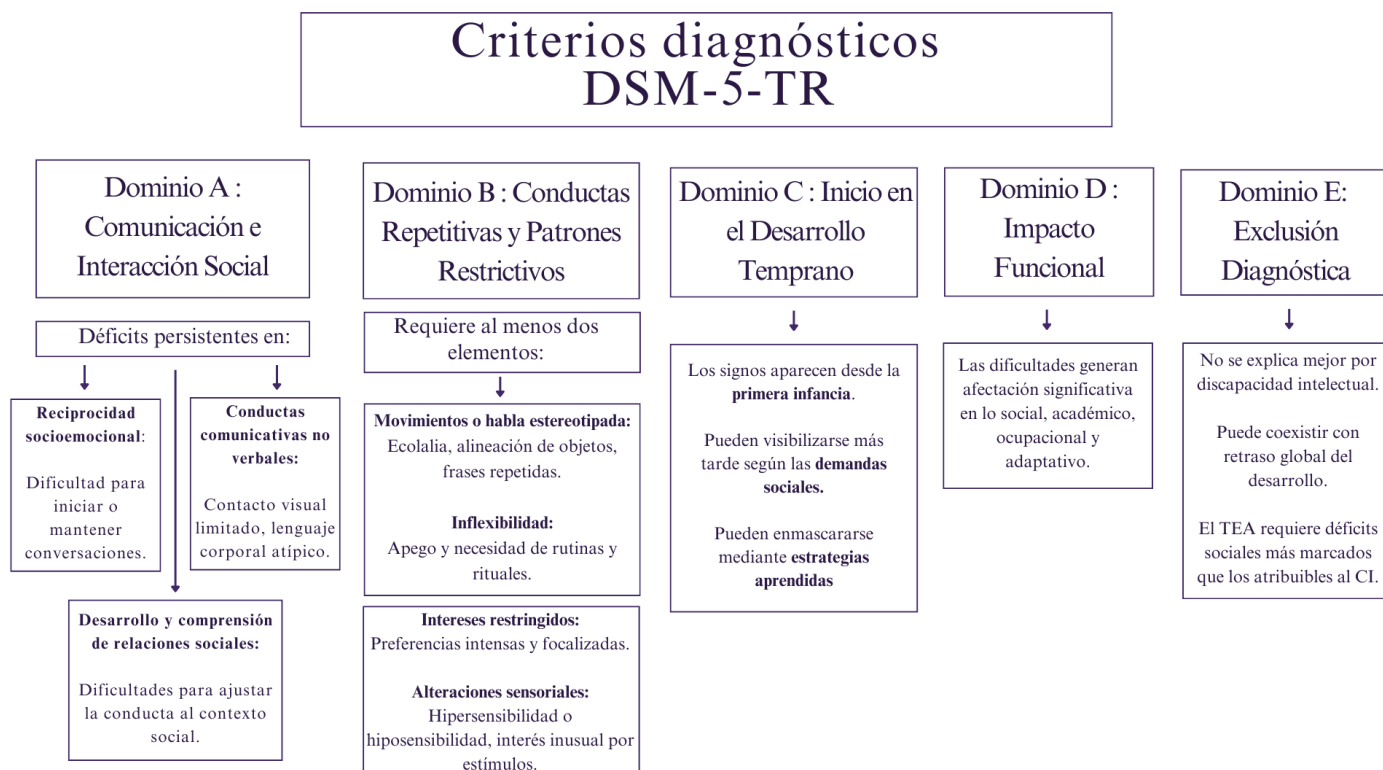 Criterios diagnósticos
DSM-5-TR
Dominio A :
Comunicación e
Interacción Social
Déficits persistentes en:
Reciprocidad
socioemocional:
Dificultad para
iniciar o
mantener
conversaciones.
Conductas
comunicativas no
verbales:
Contacto visual
limitado, lenguaje
corporal atípico.
Desarrollo y comprensión
de relaciones sociales:
Dificultades para ajustar
la conducta al contexto
social.
Dominio B : Conductas
Repetitivas y Patrones
Restrictivos
Requiere al menos dos
elementos:
Movimientos o habla estereotipada:
Ecolalia, alineación de objetos,
frases repetidas.
Inflexibilidad:
Apego y necesidad de rutinas y
rituales.
Intereses restringidos:
Preferencias intensas y focalizadas.
Alteraciones sensoriales:
Hipersensibilidad o
hiposensibilidad, interés inusual por
estímulos.
Dominio C : Inicio en
el Desarrollo
Temprano
Los signos aparecen desde la
primera infancia.
Pueden visibilizarse más
tarde según las demandas
sociales.
Pueden enmascararse
mediante estrategias
aprendidas
Dominio D :
Impacto
Funcional
Las dificultades generan
afectación significativa
en lo social, académico,
ocupacional y
adaptativo.
Dominio E:
Exclusión
Diagnóstica
No se explica mejor por
discapacidad intelectual.
Puede coexistir con
retraso global del
desarrollo.
El TEA requiere déficits
sociales más marcados
que los atribuibles al CI.